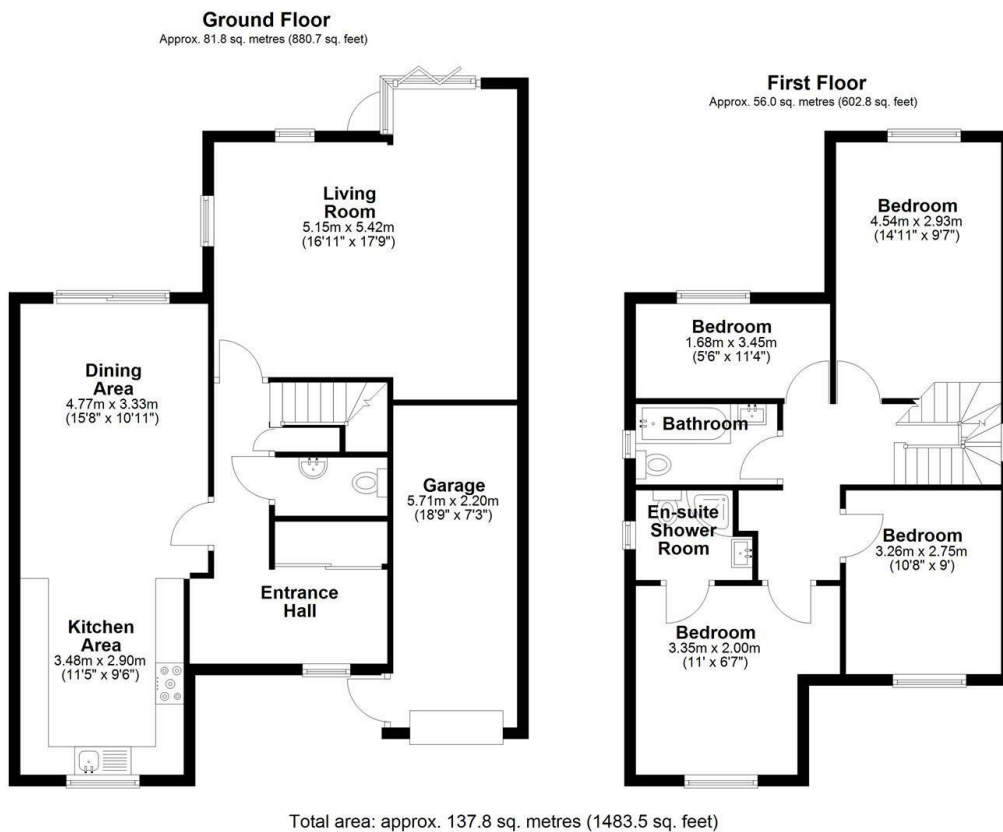 Ground Floor
Approx. 81.8 sq. metres (880.7 sq. feet)
Living
Room
5.15m x 5.42m
(16'11" x 17'9")
Dining
Area
4.77m x 3.33m
(15'8" x 10'11")
Garage
5.71m x 2.20m
(18'9" x 7'3")
Entrance
Hall
Kitchen
Area
3.48m x 2.90m
(11'5" x 9'6")
First Floor
Approx. 56.0 sq. metres (602.8 sq. feet)
Bedroom
4.54m x 2.93m
(14'11" x 9'7")
Bedroom
1.68m x 3.45m
(5'6" x 11'4")
Bathroom
En-suite
Shower
Room
Bedroom
3.26m x 2.75m
(10'8" x 9')
Bedroom
3.35m x 2.00m
(11' x 6'7")
Total area: approx. 137.8 sq. metres (1483.5 sq. feet)